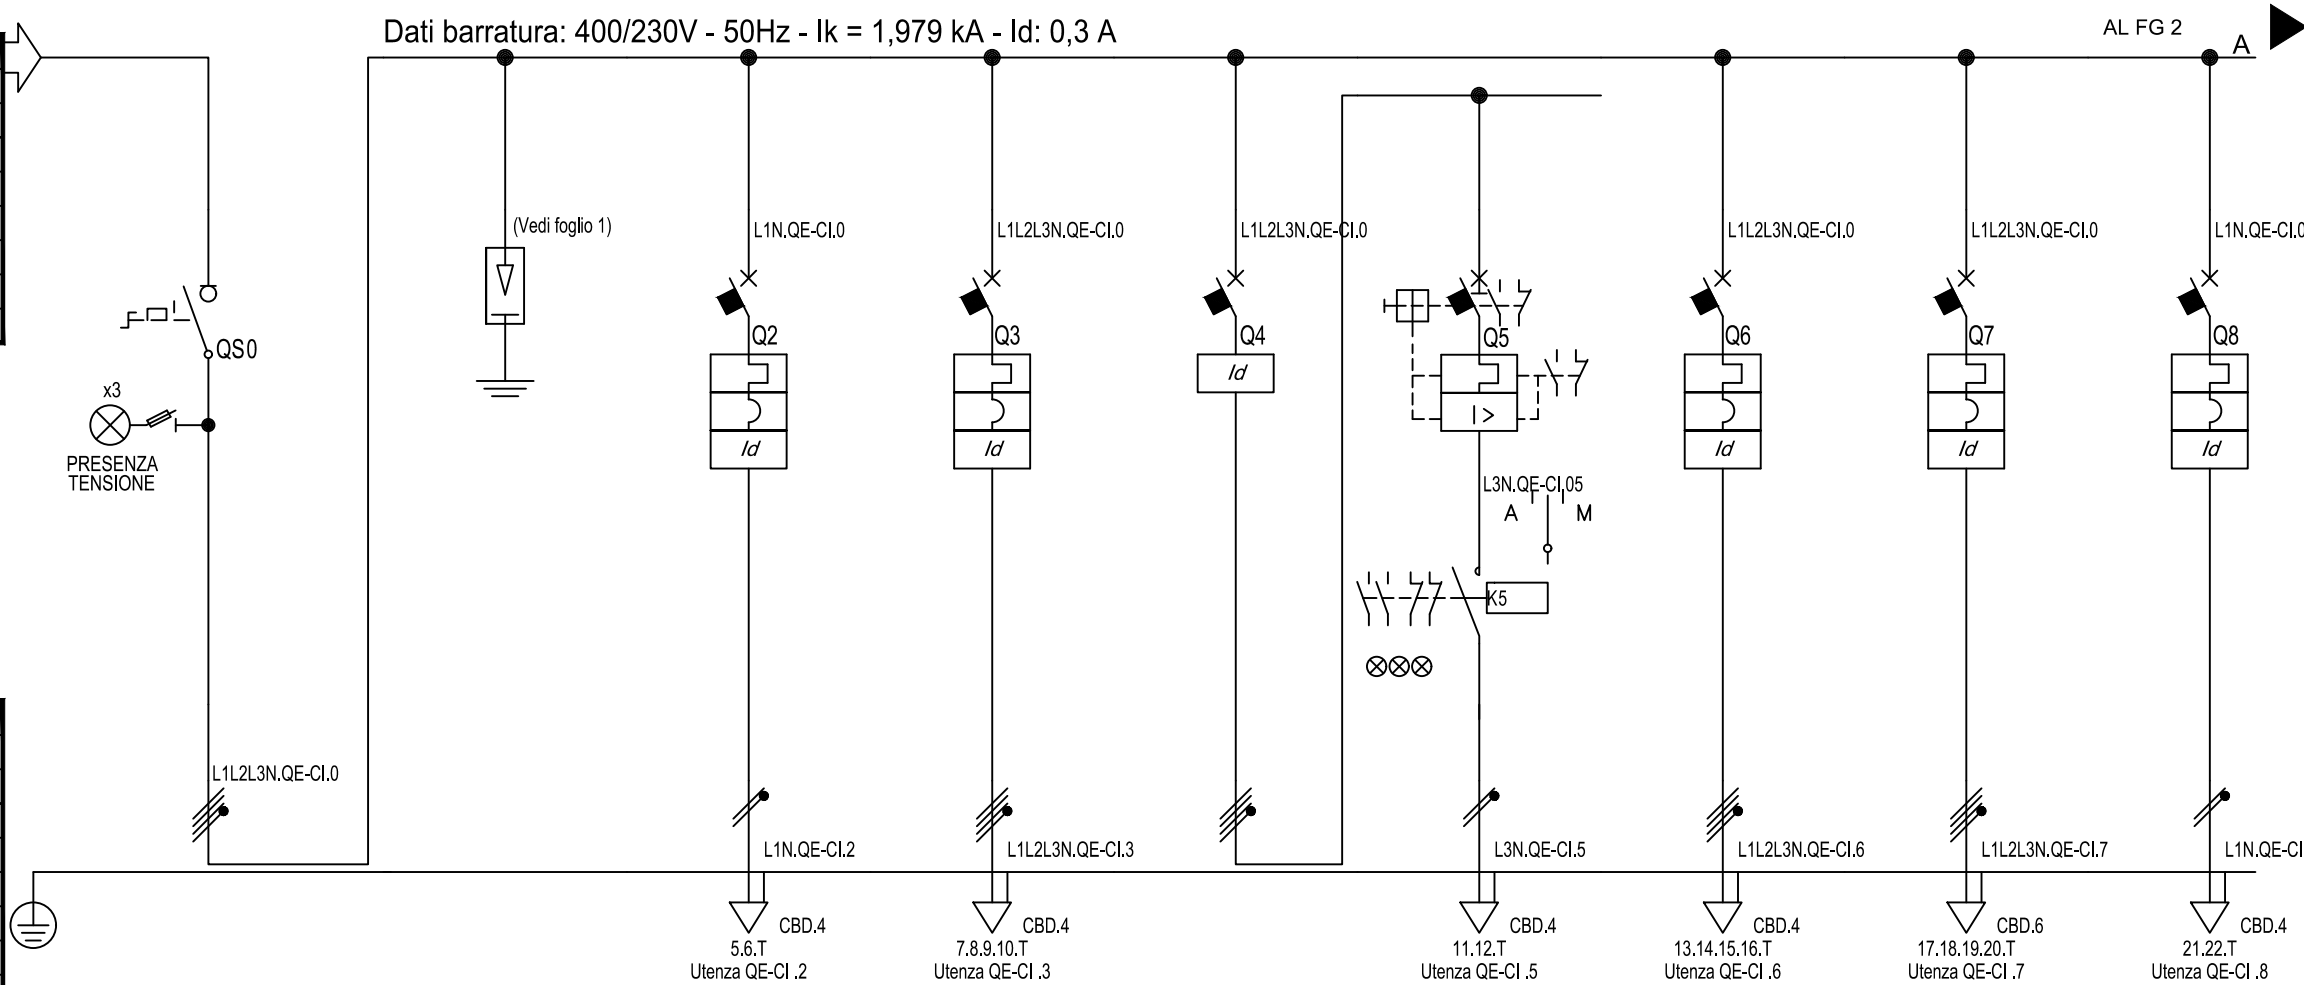 Dati barratura: 400/230V - 50Hz - Ik = 1,979 kA - Id: 0,3 A
AL FG 2
A
(Vedi foglio 1)
L1N.QE-CI.0
L1L2L3N.QE-CI.0
L1L2L3N.QE-CI.0
L1L2L3N.QE-CI.0
L1L2L3N.QE-CI.0
L1N.QE-CI.0
QS0
Q2
Q3
Q4
Q5
Q6
Q7
Q8
x3
PRESENZA
TENSIONE
Id
I >
Id
Id
Id
Id
Id
L3N.QE-CI.05
A
M
K5
L1L2L3N.QE-CI.0
L1N.QE-CI.2
L1L2L3N.QE-CI.3
L3N.QE-CI.5
L1L2L3N.QE-CI.6
L1L2L3N.QE-CI.7
L1N.QE-CI
CBD.4
CBD.4
CBD.4
CBD.4
CBD.6
CBD.4
5.6.T
7.8.9.10.T
11.12.T
13.14.15.16.T
17.18.19.20.T
21.22.T
Utenza QE-CI .2
Utenza QE-CI .3
Utenza QE-CI .5
Utenza QE-CI .6
Utenza QE-CI .7
Utenza QE-CI .8